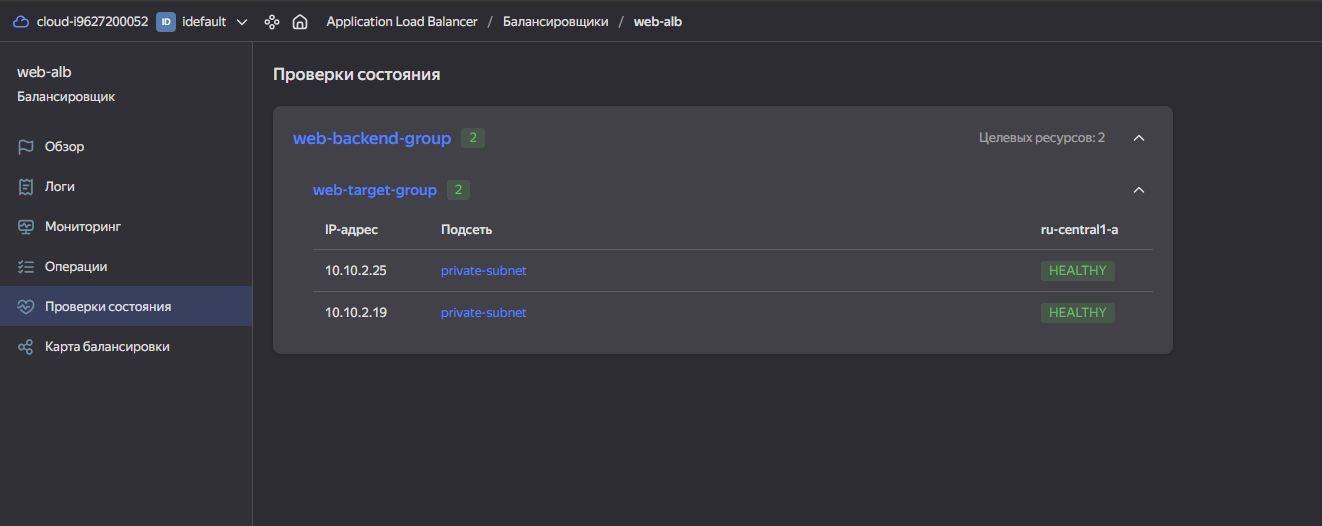 cloud-i9627200052 ID idefault Application Load Balancer / Балансировщики / web-alb
web-alb
Балансировщик
Обзор
Логи
Мониторинг
Операции
Проверки состояния
Карта балансировки
Проверки состояния
web-backend-group 2 Целевых ресурсов: 2
web-target-group 2
IP-адрес Подсеть ru-central1-a
10.10.2.25 private-subnet HEALTHY
10.10.2.19 private-subnet HEALTHY